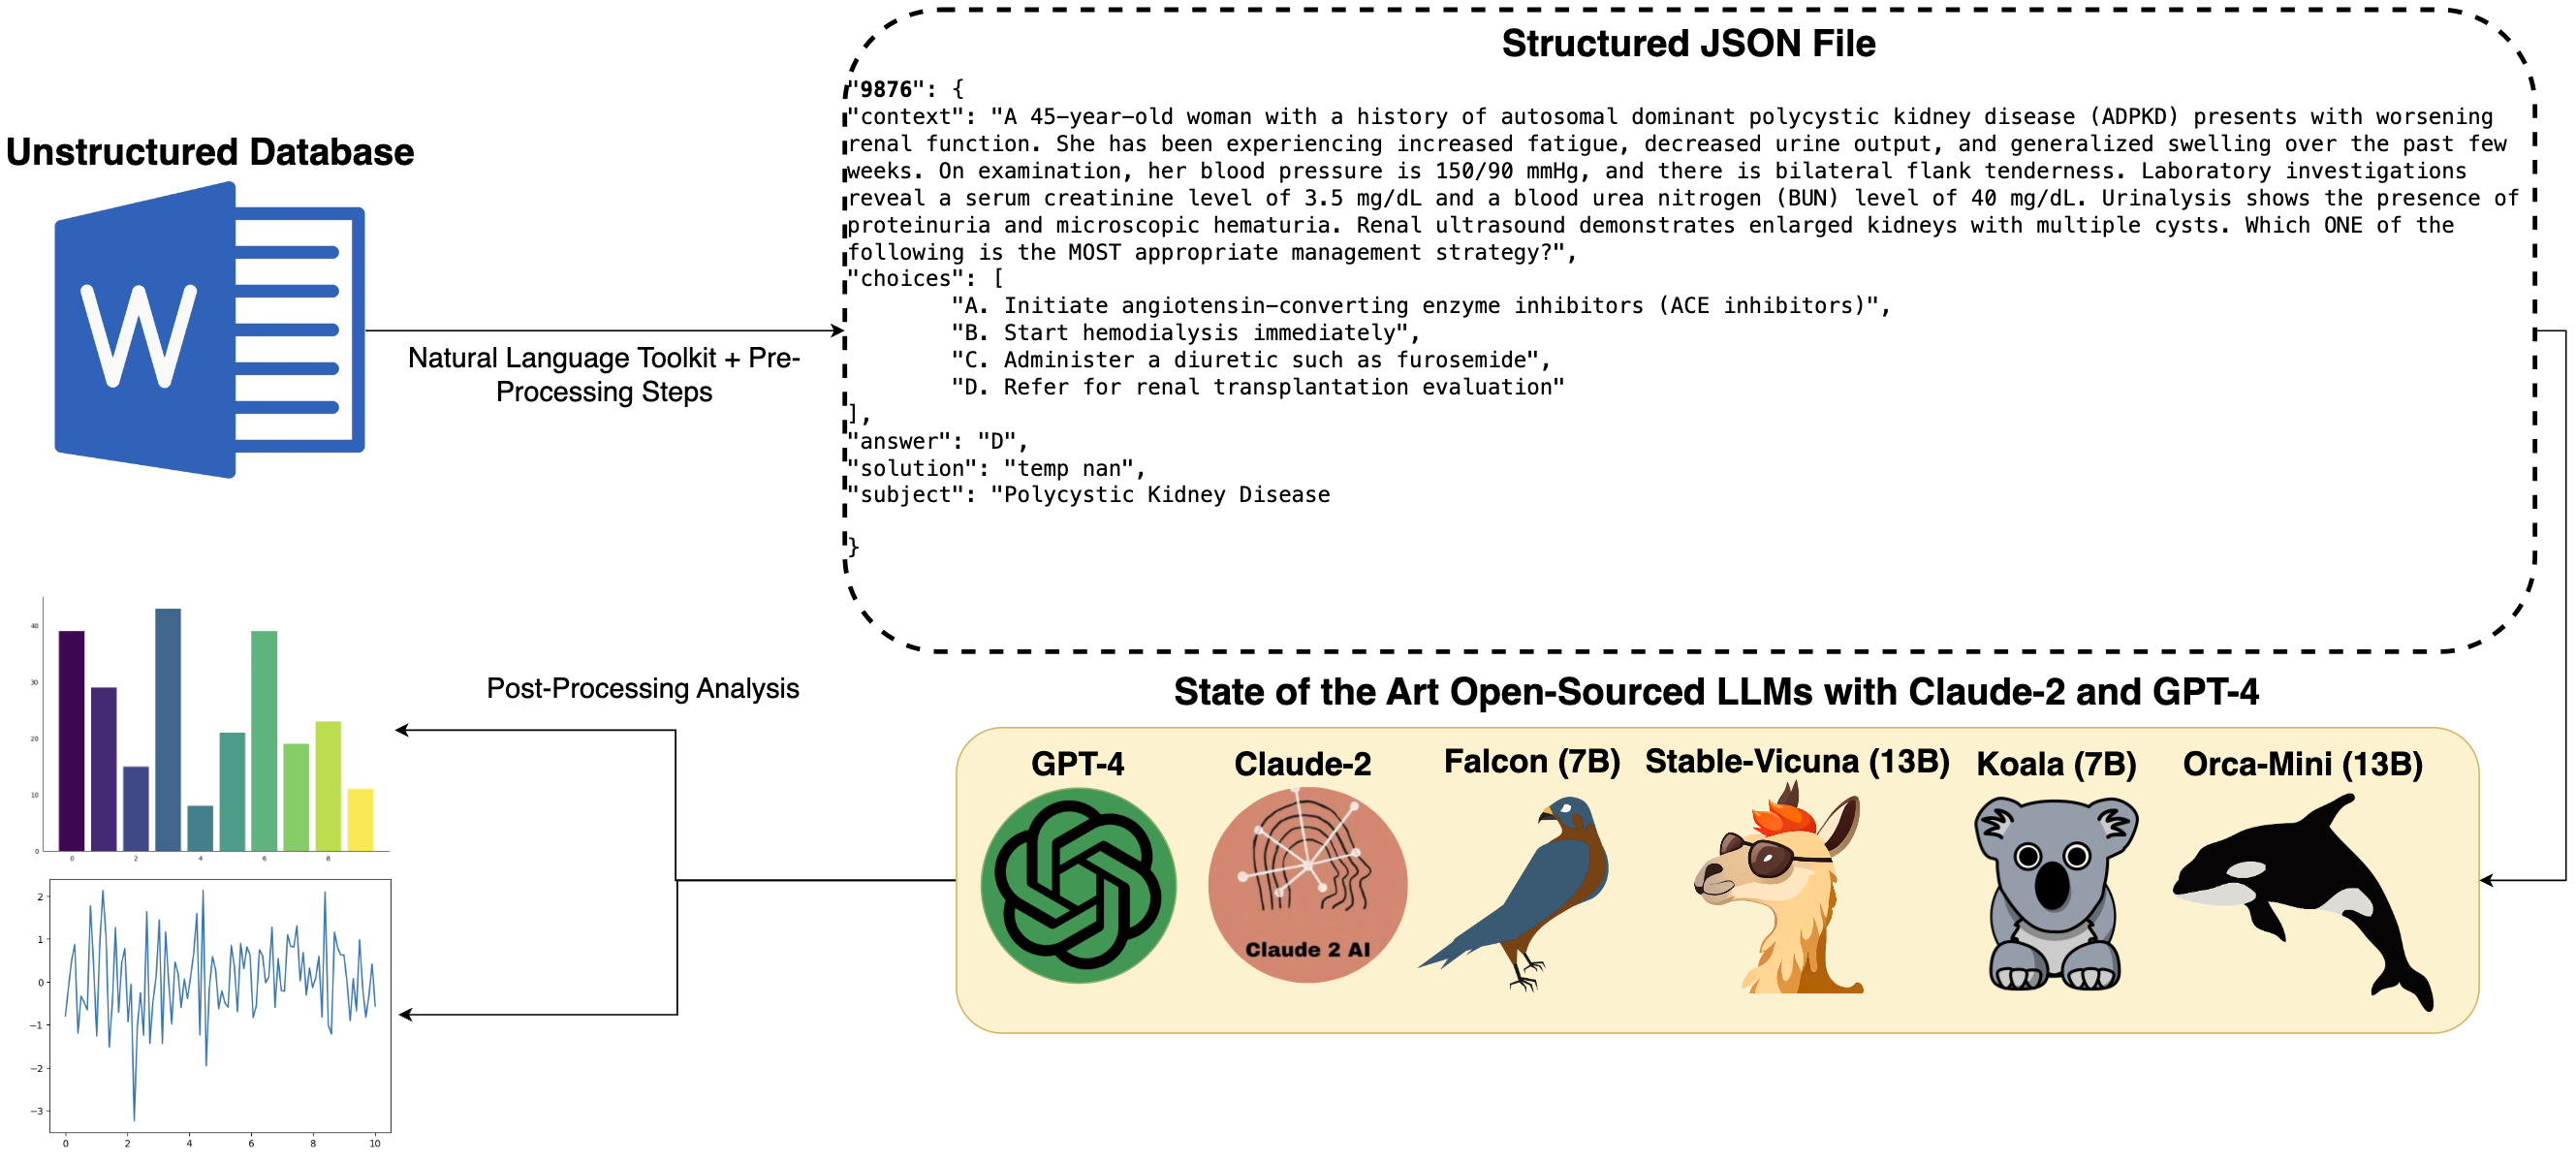 Structured JSON File
"9876": {
"context": "A 45-year-old woman with a history of autosomal dominant polycystic kidney disease (ADPKD) presents with worsening
renal function. She has been experiencing increased fatigue, decreased urine output, and generalized swelling over the past few
weeks. On examination, her blood pressure is 150/90 mmHg, and there is bilateral flank tenderness. Laboratory investigations
reveal a serum creatinine level of 3.5 mg/dL and a blood urea nitrogen (BUN) level of 40 mg/dL. Urinalysis shows the presence of
proteinuria and microscopic hematuria. Renal ultrasound demonstrates enlarged kidneys with multiple cysts. Which ONE of the
following is the MOST appropriate management strategy?",
"choices": [
"A. Initiate angiotensin-converting enzyme inhibitors (ACE inhibitors)",
"B. Start hemodialysis immediately",
"C. Administer a diuretic such as furosemide",
"D. Refer for renal transplantation evaluation"
],
"answer": "D",
"solution": "temp nan",
"subject": "Polycystic Kidney Disease
}
Unstructured Database
W
Natural Language Toolkit + Pre-
Processing Steps
State of the Art Open-Sourced LLMs with Claude-2 and GPT-4
GPT-4
Claude-2
Falcon (7B)
Stable-Vicuna (13B)
Koala (7B)
Orca-Mini (13B)
Claude 2 AI
Post-Processing Analysis
40
30
20
10
0
0 2 4 6 8
2
1
0
−1
−2
−3
0 2 4 6 8 10